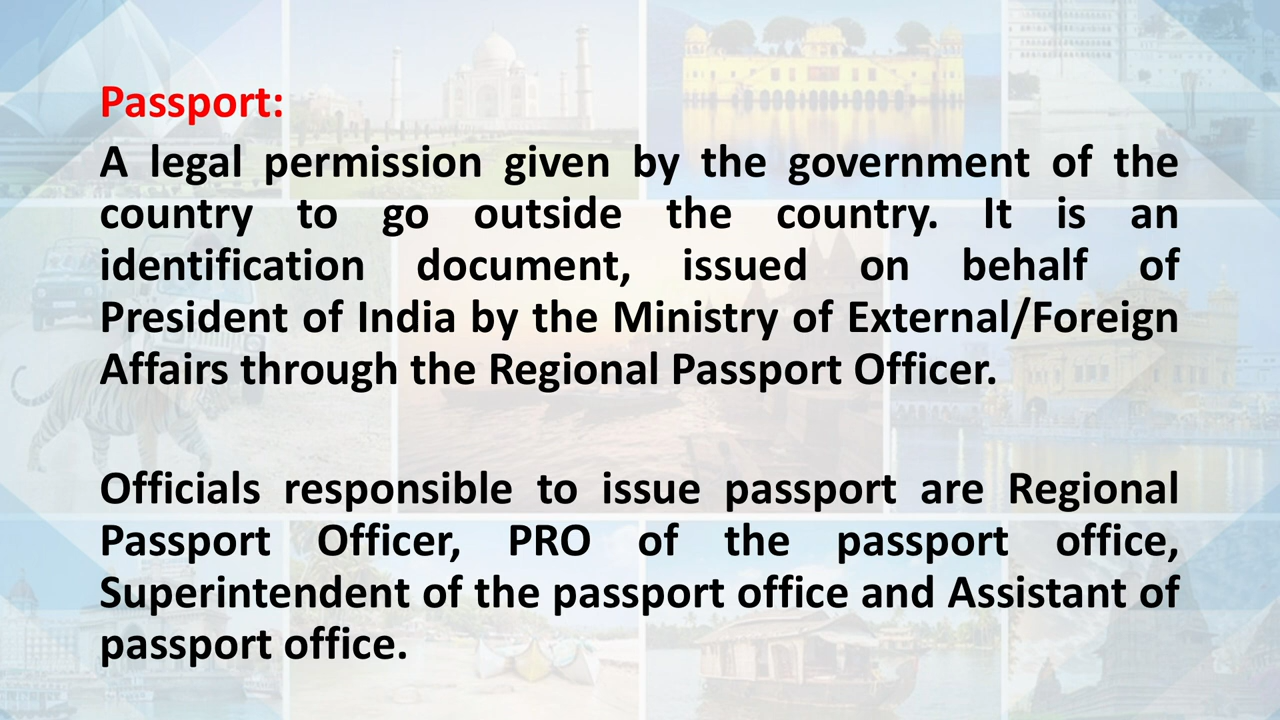 Passport:
A legal permission given by the government of the
country to go outside the country. It is an
identification document, issued on behalf of
President of India by the Ministry of External/Foreign
Affairs through the Regional Passport Officer.
Officials responsible to issue passport are Regional
Passport Officer, PRO of the passport office,
Superintendent of the passport office and Assistant of
passport office.